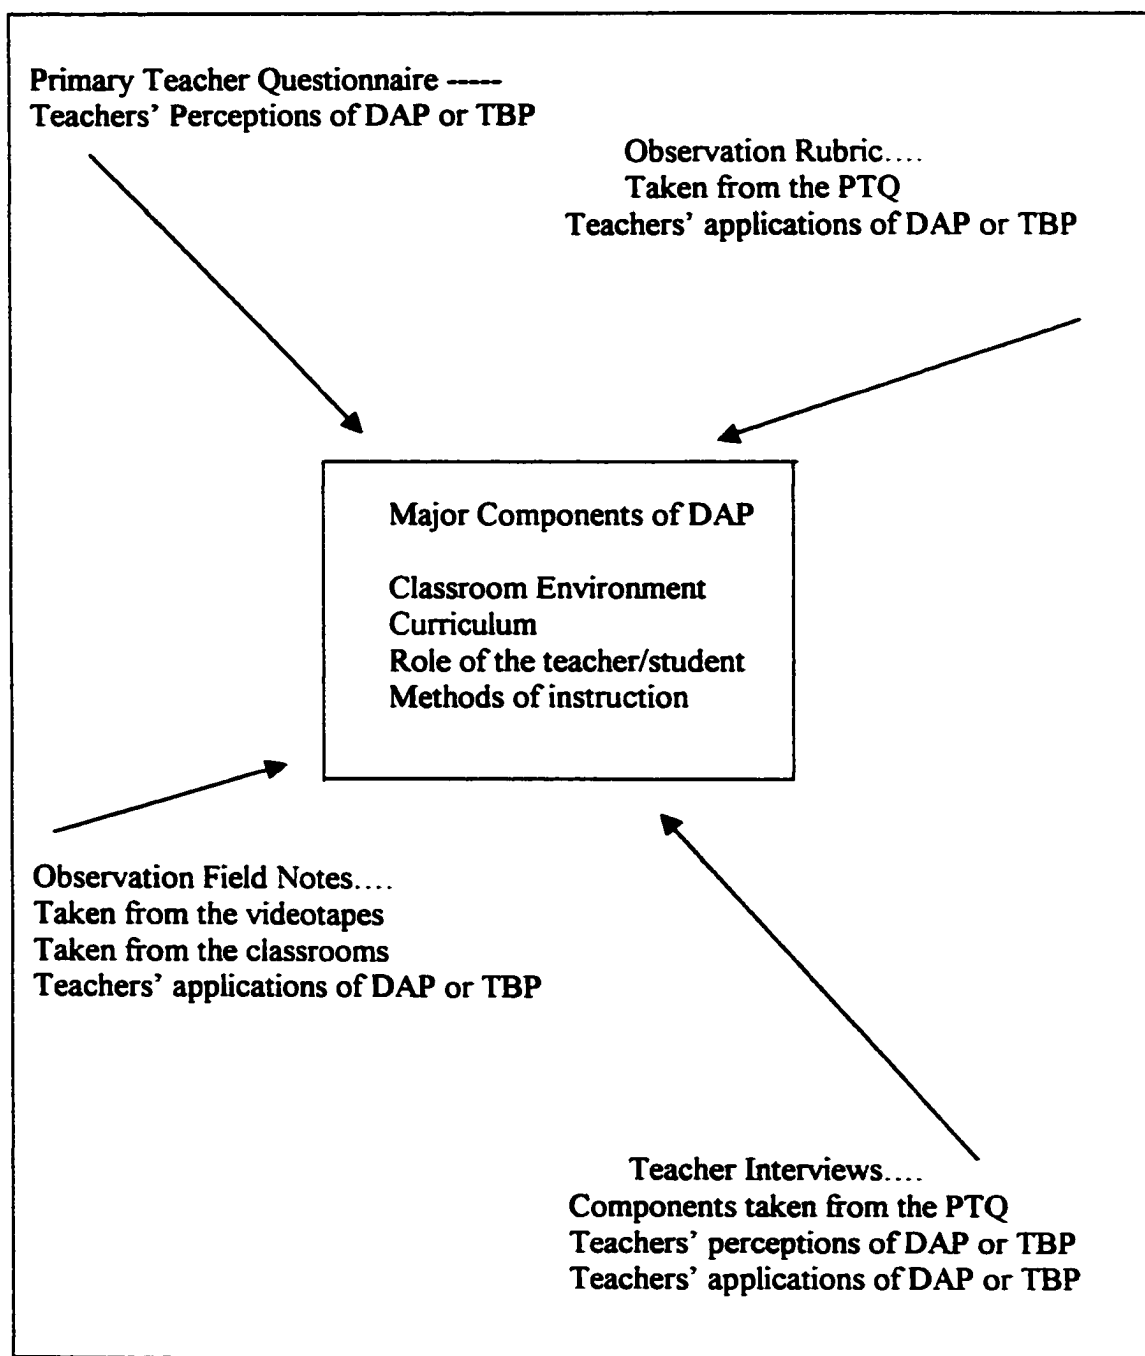 Primary Teacher Questionnaire -----
Teachers' Perceptions of DAP or TBP
Observation Rubric....
Taken from the PTQ
Teachers' applications of DAP or TBP
Major Components of DAP
Classroom Environment
Curriculum
Role of the teacher/student
Methods of instruction
Observation Field Notes....
Taken from the videotapes
Taken from the classrooms
Teachers' applications of DAP or TBP
Teacher Interviews....
Components taken from the PTQ
Teachers' perceptions of DAP or TBP
Teachers' applications of DAP or TBP